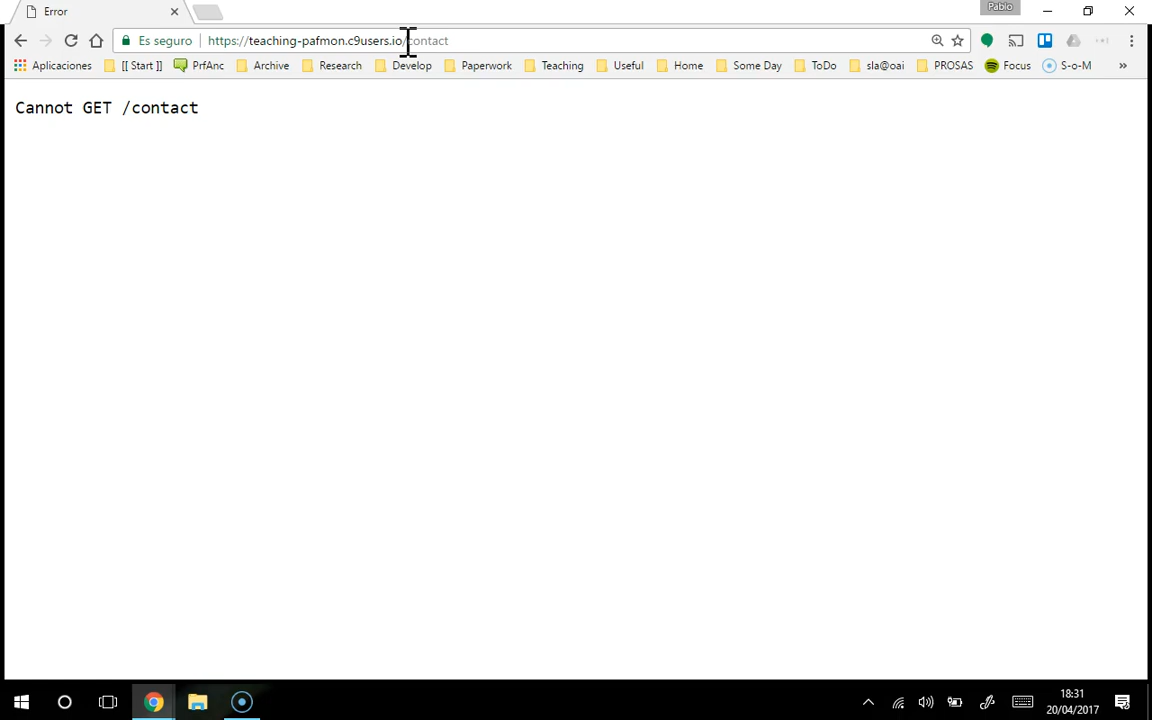 Error
Pablo
Es seguro https://teaching-pafmon.c9users.io/contact
Aplicaciones [[ Start ]] PrfAnc Archive Research Develop Paperwork Teaching Useful Home Some Day ToDo sla@oai PROSAS Focus S-o-M »
Cannot GET /contact
18:31
20/04/2017